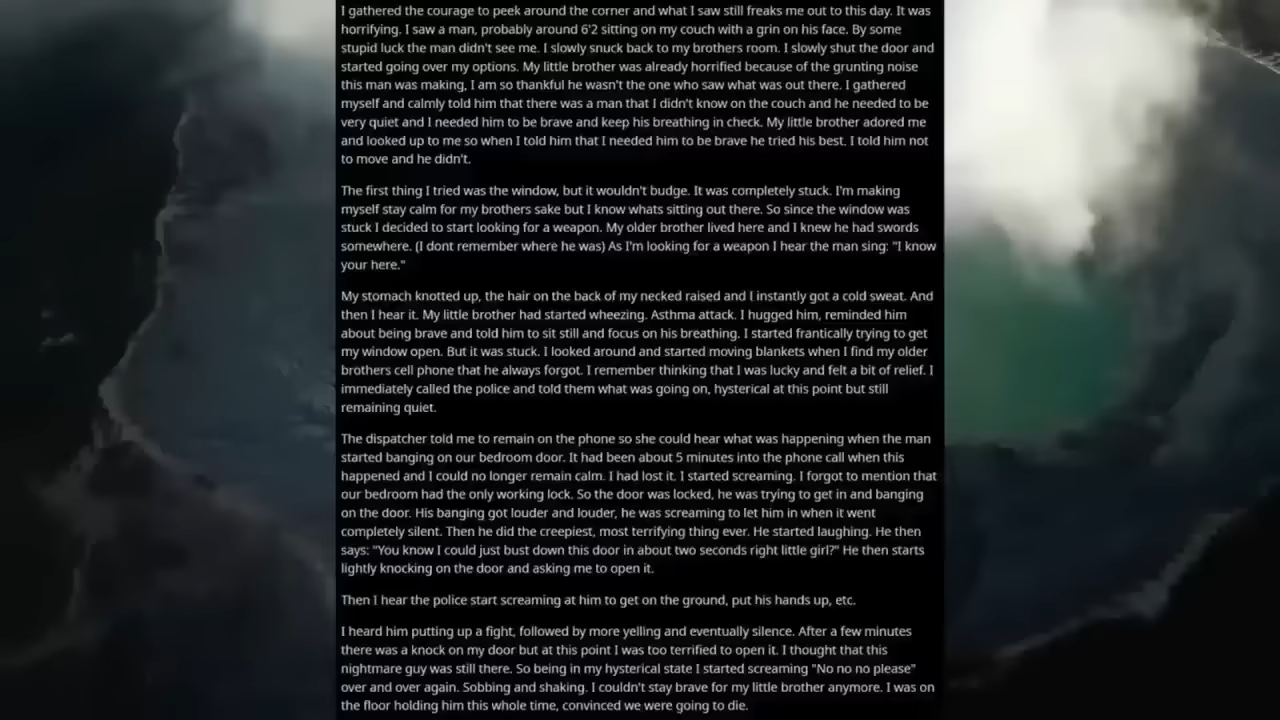 I gathered the courage to peek around the corner and what I saw still freaks me out to this day. It was
horrifying. I saw a man, probably around 6'2 sitting on my couch with a grin on his face. By some
stupid luck the man didn't see me. I slowly snuck back to my brothers room. I slowly shut the door and
started going over my options. My little brother was already horrified because of the grunting noise
this man was making, I am so thankful he wasn't the one who saw what was out there. I gathered
myself and calmly told him that there was a man that I didn't know on the couch and he needed to be
very quiet and I needed him to be brave and keep his breathing in check. My little brother adored me
and looked up to me so when I told him that I needed him to be brave he tried his best. I told him not
to move and he didn't.
The first thing I tried was the window, but it wouldn't budge. It was completely stuck. I'm making
myself stay calm for my brothers sake but I know whats sitting out there. So since the window was
stuck I decided to start looking for a weapon. My older brother lived here and I knew he had swords
somewhere. (I dont remember where he was) As I'm looking for a weapon I hear the man sing: "I know
your here."
My stomach knotted up, the hair on the back of my necked raised and I instantly got a cold sweat. And
then I hear it. My little brother had started wheezing. Asthma attack. I hugged him, reminded him
about being brave and told him to sit still and focus on his breathing. I started frantically trying to get
my window open. But it was stuck. I looked around and started moving blankets when I find my older
brothers cell phone that he always forgot. I remember thinking that I was lucky and felt a bit of relief. I
immediately called the police and told them what was going on, hysterical at this point but still
remaining quiet.
The dispatcher told me to remain on the phone so she could hear what was happening when the man
started banging on our bedroom door. It had been about 5 minutes into the phone call when this
happened and I could no longer remain calm. I had lost it. I started screaming. I forgot to mention that
our bedroom had the only working lock. So the door was locked, he was trying to get in and banging
on the door. His banging got louder and louder, he was screaming to let him in when it went
completely silent. Then he did the creepiest, most terrifying thing ever. He started laughing. He then
says: "You know I could just bust down this door in about two seconds right little girl?" He then starts
lightly knocking on the door and asking me to open it.
Then I hear the police start screaming at him to get on the ground, put his hands up, etc.
I heard him putting up a fight, followed by more yelling and eventually silence. After a few minutes
there was a knock on my door but at this point I was too terrified to open it. I thought that this
nightmare guy was still there. So being in my hysterical state I started screaming "No no no please"
over and over again. Sobbing and shaking. I couldn't stay brave for my little brother anymore. I was on
the floor holding him this whole time, convinced we were going to die.